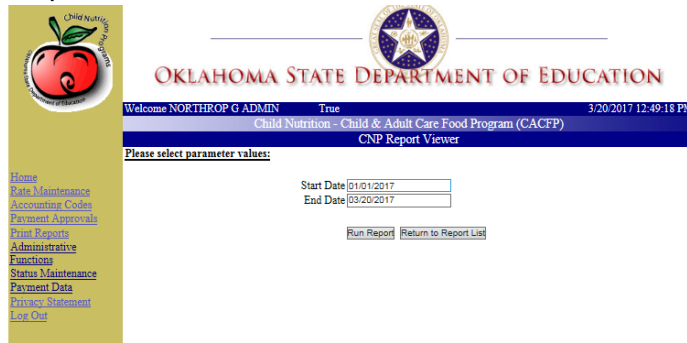 Child Nutrition Programs
Oklahoma State Department of Education
OKLAHOMA STATE DEPARTMENT OF EDUCATION
Welcome NORTHROP G ADMIN True 3/20/2017 12:49:18 PM
Child Nutrition - Child & Adult Care Food Program (CACFP)
CNP Report Viewer
Please select parameter values:
Home
Rate Maintenance
Accounting Codes
Payment Approvals
Print Reports
Administrative
Functions
Status Maintenance
Payment Data
Privacy Statement
Log Out
Start Date 01/01/2017
End Date 03/20/2017
Run Report Return to Report List